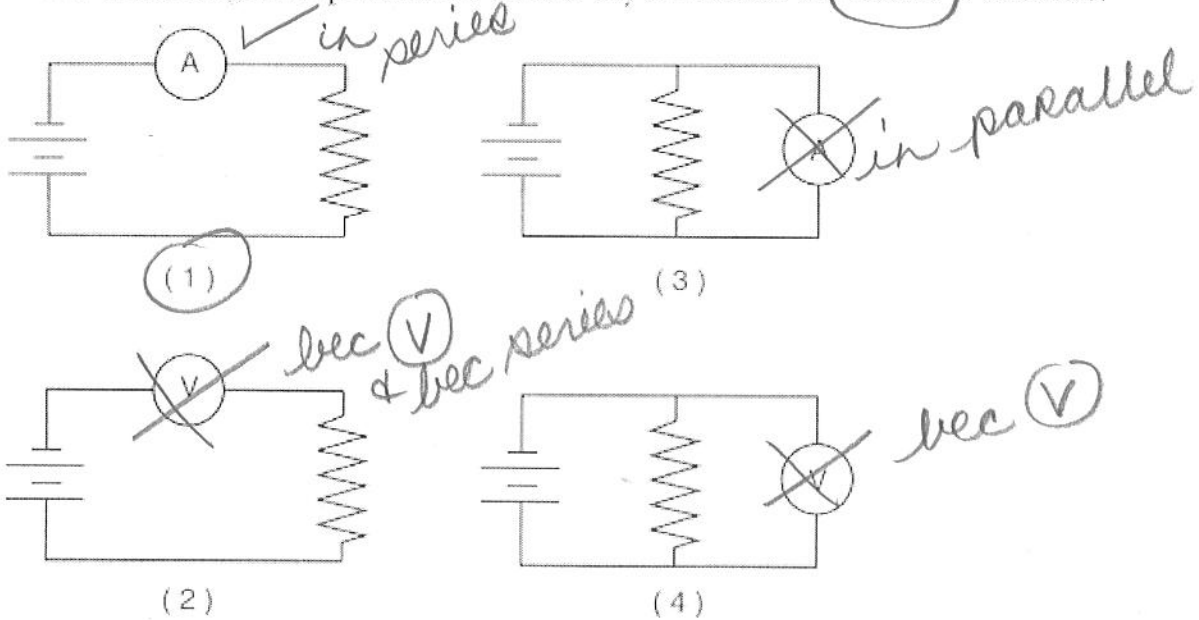 A ✓ in series
A in parallel
(1)
(3)
V bec V & bec series
V bec V
(2)
(4)